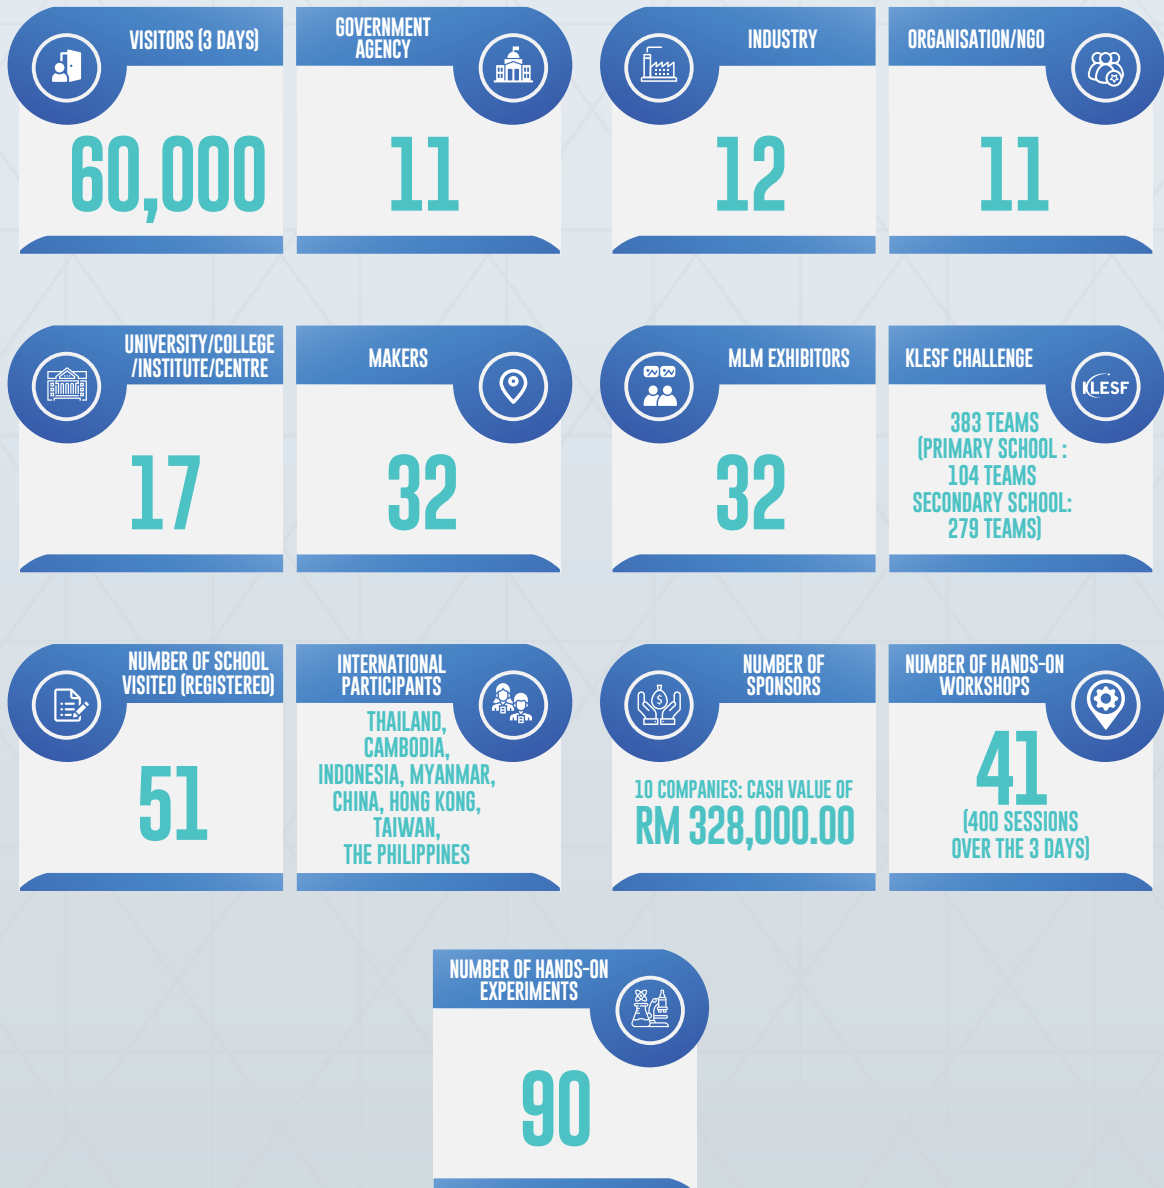 VISITORS (3 DAYS)
60,000
GOVERNMENT
AGENCY
11
INDUSTRY
12
ORGANISATION/NGO
11
UNIVERSITY/COLLEGE
/INSTITUTE/CENTRE
17
MAKERS
32
MLM EXHIBITORS
32
KLESF CHALLENGE
KLESF
383 TEAMS
(PRIMARY SCHOOL :
104 TEAMS
SECONDARY SCHOOL:
279 TEAMS)
NUMBER OF SCHOOL
VISITED (REGISTERED)
51
INTERNATIONAL
PARTICIPANTS
THAILAND,
CAMBODIA,
INDONESIA, MYANMAR,
CHINA, HONG KONG,
TAIWAN,
THE PHILIPPINES
NUMBER OF
SPONSORS
10 COMPANIES: CASH VALUE OF
RM 328,000.00
NUMBER OF HANDS-ON
WORKSHOPS
41
(400 SESSIONS
OVER THE 3 DAYS)
NUMBER OF HANDS-ON
EXPERIMENTS
90